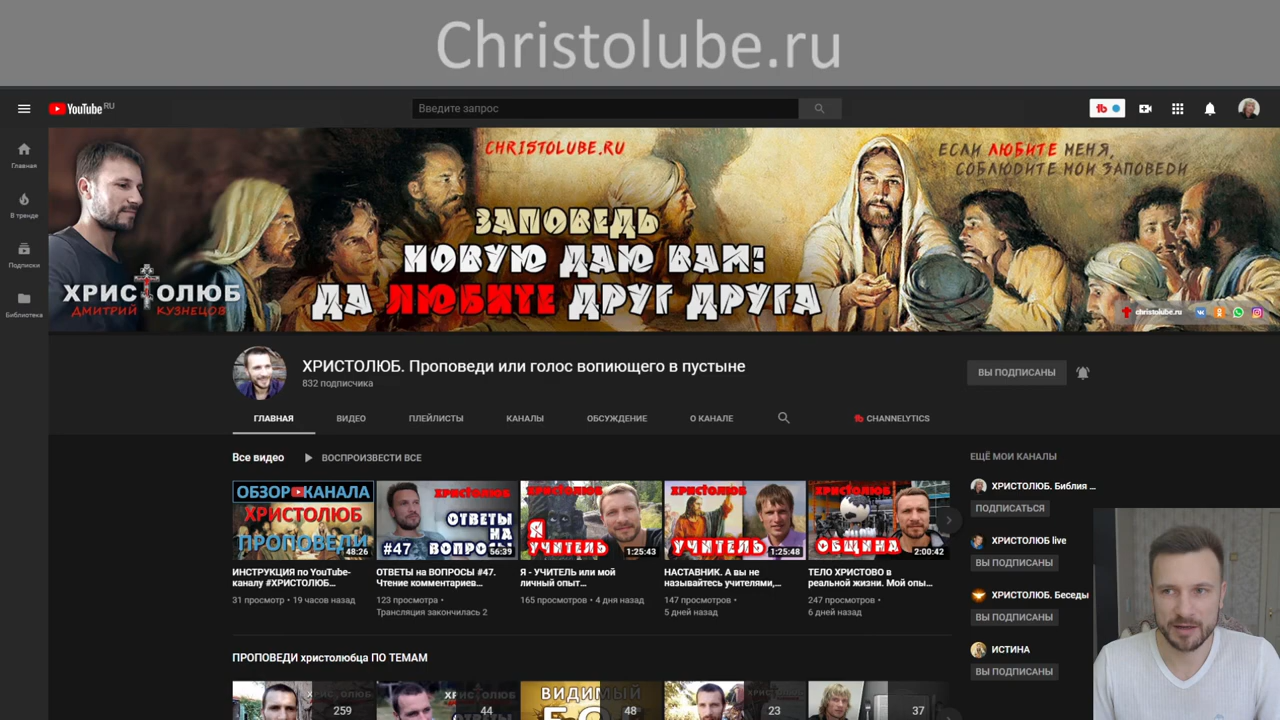 Christolube.ru
YouTube RU
Введите запрос
Главная
В тренде
Подписки
Библиотека
CHRISTOLUBE.RU
ЕСЛИ ЛЮБИТЕ МЕНЯ,
СОБЛЮДИТЕ МОИ ЗАПОВЕДИ
ЗАПОВЕДЬ
НОВУЮ ДАЮ ВАМ:
ДА ЛЮБИТЕ ДРУГ ДРУГА
ХРИСТОЛЮБ
ДМИТРИЙ КУЗНЕЦОВ
christolube.ru
ХРИСТОЛЮБ. Проповеди или голос вопиющего в пустыне
832 подписчика
ВЫ ПОДПИСАНЫ
ГЛАВНАЯ ВИДЕО ПЛЕЙЛИСТЫ КАНАЛЫ ОБСУЖДЕНИЕ О КАНАЛЕ CHANNELYTICS
Все видео ВОСПРОИЗВЕСТИ ВСЕ
ОБЗОР КАНАЛА
ХРИСТОЛЮБ
ПРОПОВЕДИ
48:26
ИНСТРУКЦИЯ по YouTube-
каналу #ХРИСТОЛЮБ...
31 просмотр • 19 часов назад
ХРИСТОЛЮБ
ОТВЕТЫ
НА
#47 ВОПРОСЫ
56:39
ОТВЕТЫ на ВОПРОСЫ #47.
Чтение комментариев...
123 просмотра •
Трансляция закончилась 2
ХРИСТОЛЮБ
Я
УЧИТЕЛЬ
1:25:43
Я - УЧИТЕЛЬ или мой
личный опыт...
165 просмотров • 4 дня назад
ХРИСТОЛЮБ
УЧИТЕЛЬ
1:25:48
НАСТАВНИК. А вы не
называйтесь учителями,...
147 просмотров •
5 дней назад
ХРИСТОЛЮБ
ОБЩИНА
2:00:42
ТЕЛО ХРИСТОВО в
реальной жизни. Мой опы...
247 просмотров •
6 дней назад
ЕЩЁ МОИ КАНАЛЫ
ХРИСТОЛЮБ. Библия ...
ПОДПИСАТЬСЯ
ХРИСТОЛЮБ live
ВЫ ПОДПИСАНЫ
ХРИСТОЛЮБ. Беседы
ВЫ ПОДПИСАНЫ
ИСТИНА
ВЫ ПОДПИСАНЫ
ПРОПОВЕДИ христолюбца ПО ТЕМАМ
259
44
ВИДИМЫЙ
48
23
37